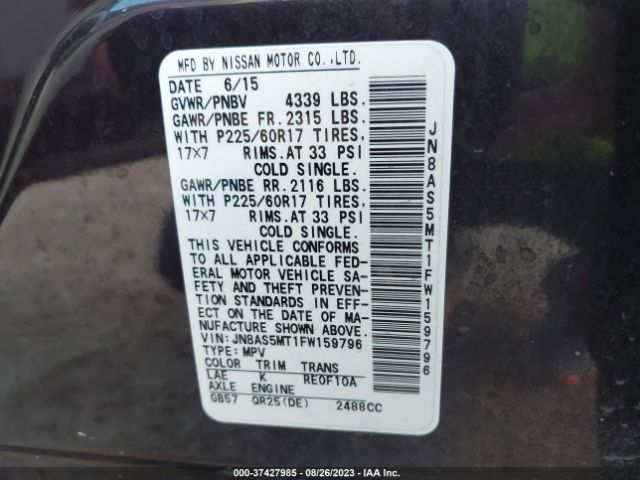 MFD BY NISSAN MOTOR CO.,LTD.
DATE 6/15
GVWR/PNBV 4339 LBS.
GAWR/PNBE FR. 2315 LBS.
WITH P225/60R17 TIRES,
17×7 RIMS. AT 33 PSI
COLD SINGLE.
GAWR/PNBE RR. 2116 LBS.
WITH P225/60R17 TIRES,
17×7 RIMS. AT 33 PSI
COLD SINGLE.
THIS VEHICLE CONFORMS
TO ALL APPLICABLE FED-
ERAL MOTOR VEHICLE SA-
FETY AND THEFT PREVEN-
TION STANDARDS IN EFF-
ECT ON THE DATE OF MA-
NUFACTURE SHOWN ABOVE.
VIN: JN8AS5MT1FW159796
TYPE: MPV
COLOR TRIM TRANS
LAE K RE0F10A
AXLE ENGINE
GB57 QR25(DE) 2488CC
JN8AS5MT1FW159796
000-37427985 / 08/26/2023 / IAA Inc.